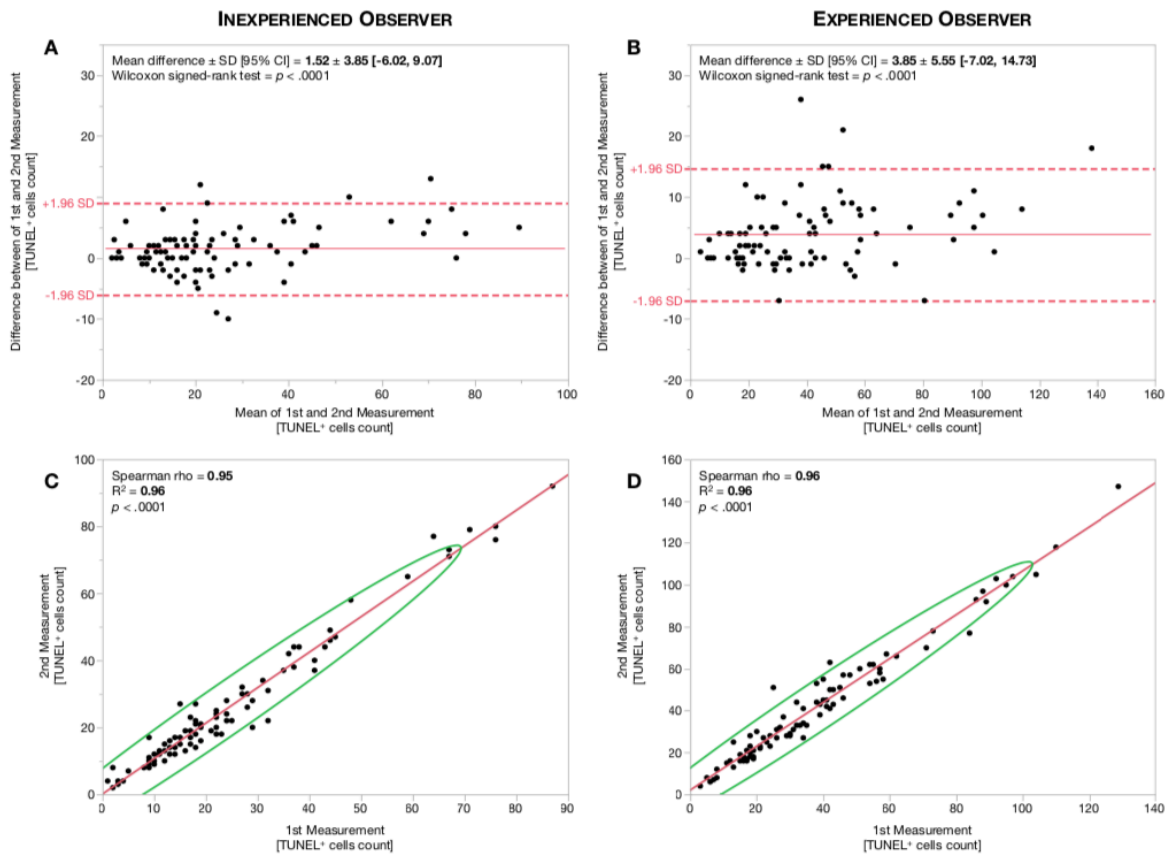 INEXPERIENCED OBSERVER
EXPERIENCED OBSERVER
A
Mean difference ± SD [95% CI] = 1.52 ± 3.85 [-6.02, 9.07]
Wilcoxon signed-rank test = p < .0001
30
20
10
0
-10
-20
+1.96 SD
-1.96 SD
Difference between of 1st and 2nd Measurement
[TUNEL+ cells count]
0 20 40 60 80 100
Mean of 1st and 2nd Measurement
[TUNEL+ cells count]
B
Mean difference ± SD [95% CI] = 3.85 ± 5.55 [-7.02, 14.73]
Wilcoxon signed-rank test = p < .0001
30
20
10
0
-10
-20
+1.96 SD
-1.96 SD
Difference between of 1st and 2nd Measurement
[TUNEL+ cells count]
0 20 40 60 80 100 120 140 160
Mean of 1st and 2nd Measurement
[TUNEL+ cells count]
C
Spearman rho = 0.95
R² = 0.96
p < .0001
100
80
60
40
20
0
2nd Measurement
[TUNEL+ cells count]
0 10 20 30 40 50 60 70 80 90
1st Measurement
[TUNEL+ cells count]
D
Spearman rho = 0.96
R² = 0.96
p < .0001
160
140
120
100
80
60
40
20
0
2nd Measurement
[TUNEL+ cells count]
0 20 40 60 80 100 120 140
1st Measurement
[TUNEL+ cells count]